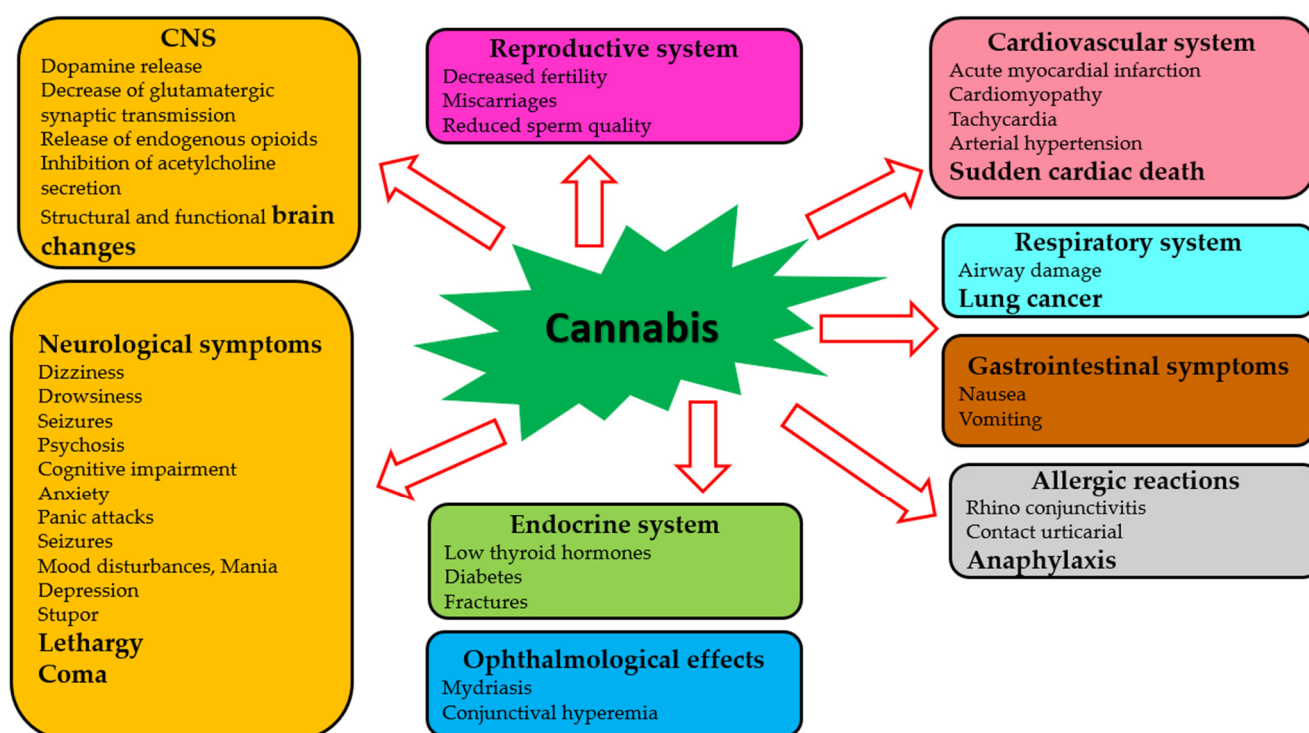 CNS
Dopamine release
Decrease of glutamatergic
synaptic transmission
Release of endogenous opioids
Inhibition of acetylcholine
secretion
Structural and functional brain
changes
Neurological symptoms
Dizziness
Drowsiness
Seizures
Psychosis
Cognitive impairment
Anxiety
Panic attacks
Seizures
Mood disturbances, Mania
Depression
Stupor
Lethargy
Coma
Reproductive system
Decreased fertility
Miscarriages
Reduced sperm quality
Cannabis
Endocrine system
Low thyroid hormones
Diabetes
Fractures
Ophthalmological effects
Mydriasis
Conjunctival hyperemia
Cardiovascular system
Acute myocardial infarction
Cardiomyopathy
Tachycardia
Arterial hypertension
Sudden cardiac death
Respiratory system
Airway damage
Lung cancer
Gastrointestinal symptoms
Nausea
Vomiting
Allergic reactions
Rhino conjunctivitis
Contact urticarial
Anaphylaxis